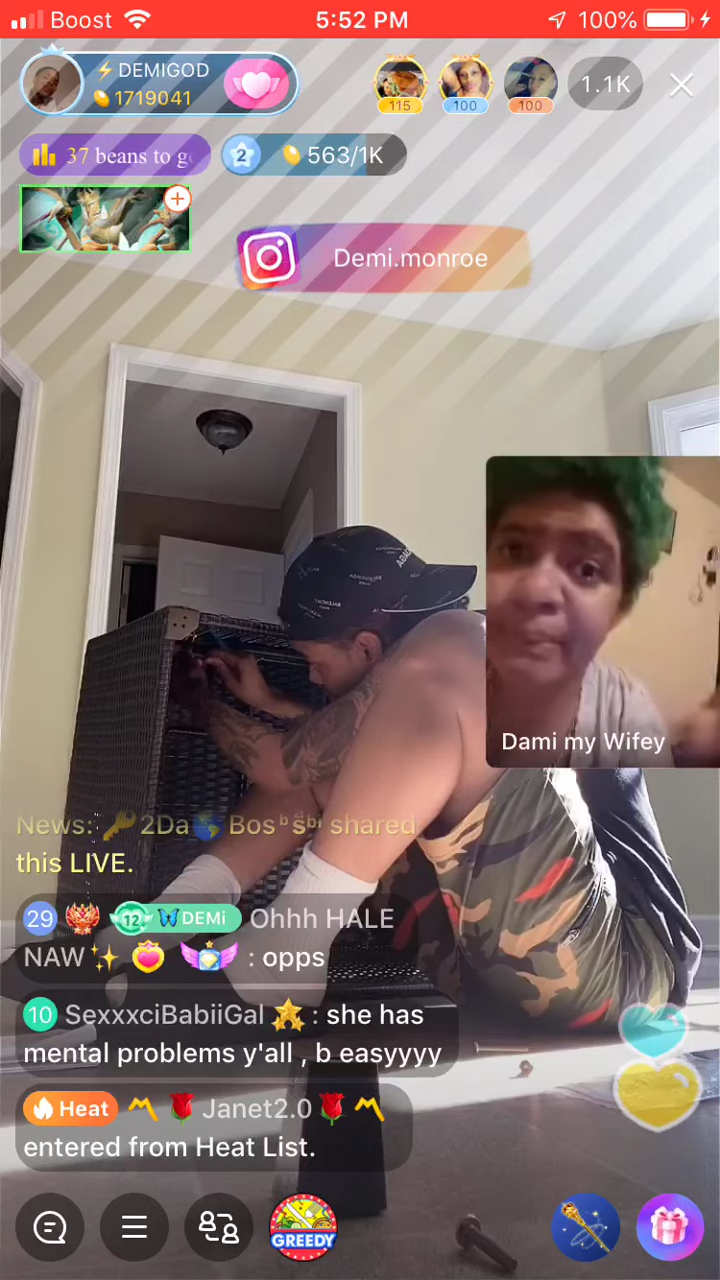 Boost
5:52 PM
100%
DEMIGOD
1719041
115
100
100
1.1K
37 beans to g
2
563/1K
Demi.monroe
Dami my Wifey
News: 🔑2Da🌎Bosᵇsᵇⁱ shared
this LIVE.
29 12 🦋DEMi Ohhh HALE
NAW✨ : opps
10 SexxxciBabiiGal : she has
mental problems y'all , b easyyyy
Heat 〽️🌹Janet2.0🌹〽️
entered from Heat List.
GREEDY